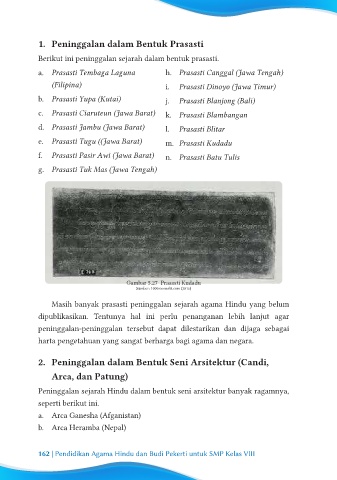 1. Peninggalan dalam Bentuk Prasasti
Berikut ini peninggalan sejarah dalam bentuk prasasti.
a. Prasasti Tembaga Laguna
(Filipina)
b. Prasasti Yupa (Kutai)
c. Prasasti Ciaruteun (Jawa Barat)
d. Prasasti Jambu (Jawa Barat)
e. Prasasti Tugu ((Jawa Barat)
f. Prasasti Pasir Awi (Jawa Barat)
g. Prasasti Tuk Mas (Jawa Tengah)
h. Prasasti Canggal (Jawa Tengah)
i. Prasasti Dinoyo (Jawa Timur)
j. Prasasti Blanjong (Bali)
k. Prasasti Blambangan
l. Prasasti Blitar
m. Prasasti Kudadu
n. Prasasti Batu Tulis
Gambar 5.27 Prasasti Kudadu
Masih banyak prasasti peninggalan sejarah agama Hindu yang belum
dipublikasikan. Tentunya hal ini perlu penanganan lebih lanjut agar
peninggalan-peninggalan tersebut dapat dilestarikan dan dijaga sebagai
harta pengetahuan yang sangat berharga bagi agama dan negara.
2. Peninggalan dalam Bentuk Seni Arsitektur (Candi,
Arca, dan Patung)
Peninggalan sejarah Hindu dalam bentuk seni arsitektur banyak ragamnya,
seperti berikut ini.
a. Arca Ganesha (Afganistan)
b. Arca Heramba (Nepal)
162 | Pendidikan Agama Hindu dan Budi Pekerti untuk SMP Kelas VIII